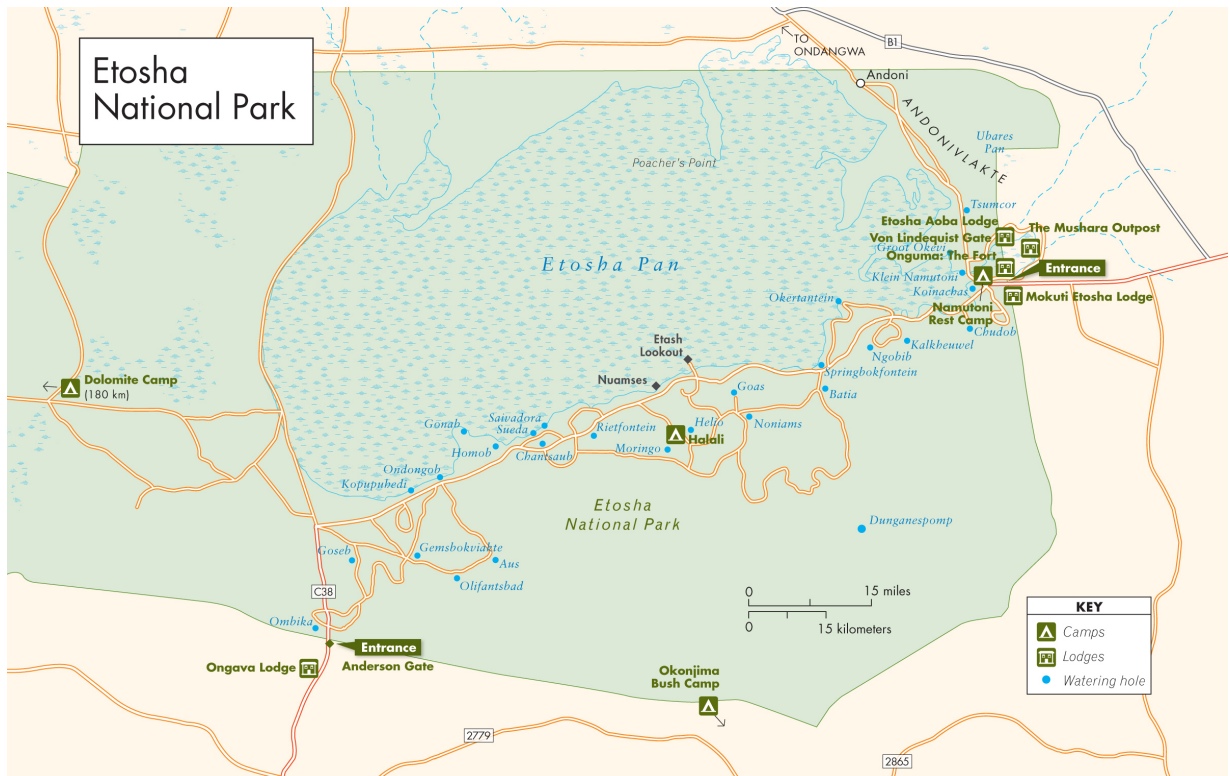 Etosha
National Park
TO
ONDANGWA
B1
Andoni
ANDONIVLAKTE
Ubares
Pan
Poacher's Point
Tsumcor
Etosha Aoba Lodge
The Mushara Outpost
Von Lindequist Gate
Groot Okevi
Onguma: The Fort
Etosha Pan
Entrance
Klein Namutoni
Koinachas
Mokuti Etosha Lodge
Okertantein
Namutoni
Rest Camp
Chudob
Kalkheuwel
Ngobib
Etash
Lookout
Springbokfontein
Nuamses
Dolomite Camp
(180 km)
Goas
Batia
Sawadora
Sueda
Gonab
Rietfontein
Helio
Noniams
Halali
Homob
Chantsaub
Moringo
Ondongob
Kopupuhedi
Etosha
National Park
Dunganespomp
Goseb
Gemsbokviakte
Aus
Olifantsbad
C38
0
15 miles
0
15 kilometers
Ombika
Entrance
Anderson Gate
Ongava Lodge
Okonjima
Bush Camp
KEY
Camps
Lodges
Watering hole
2779
2865